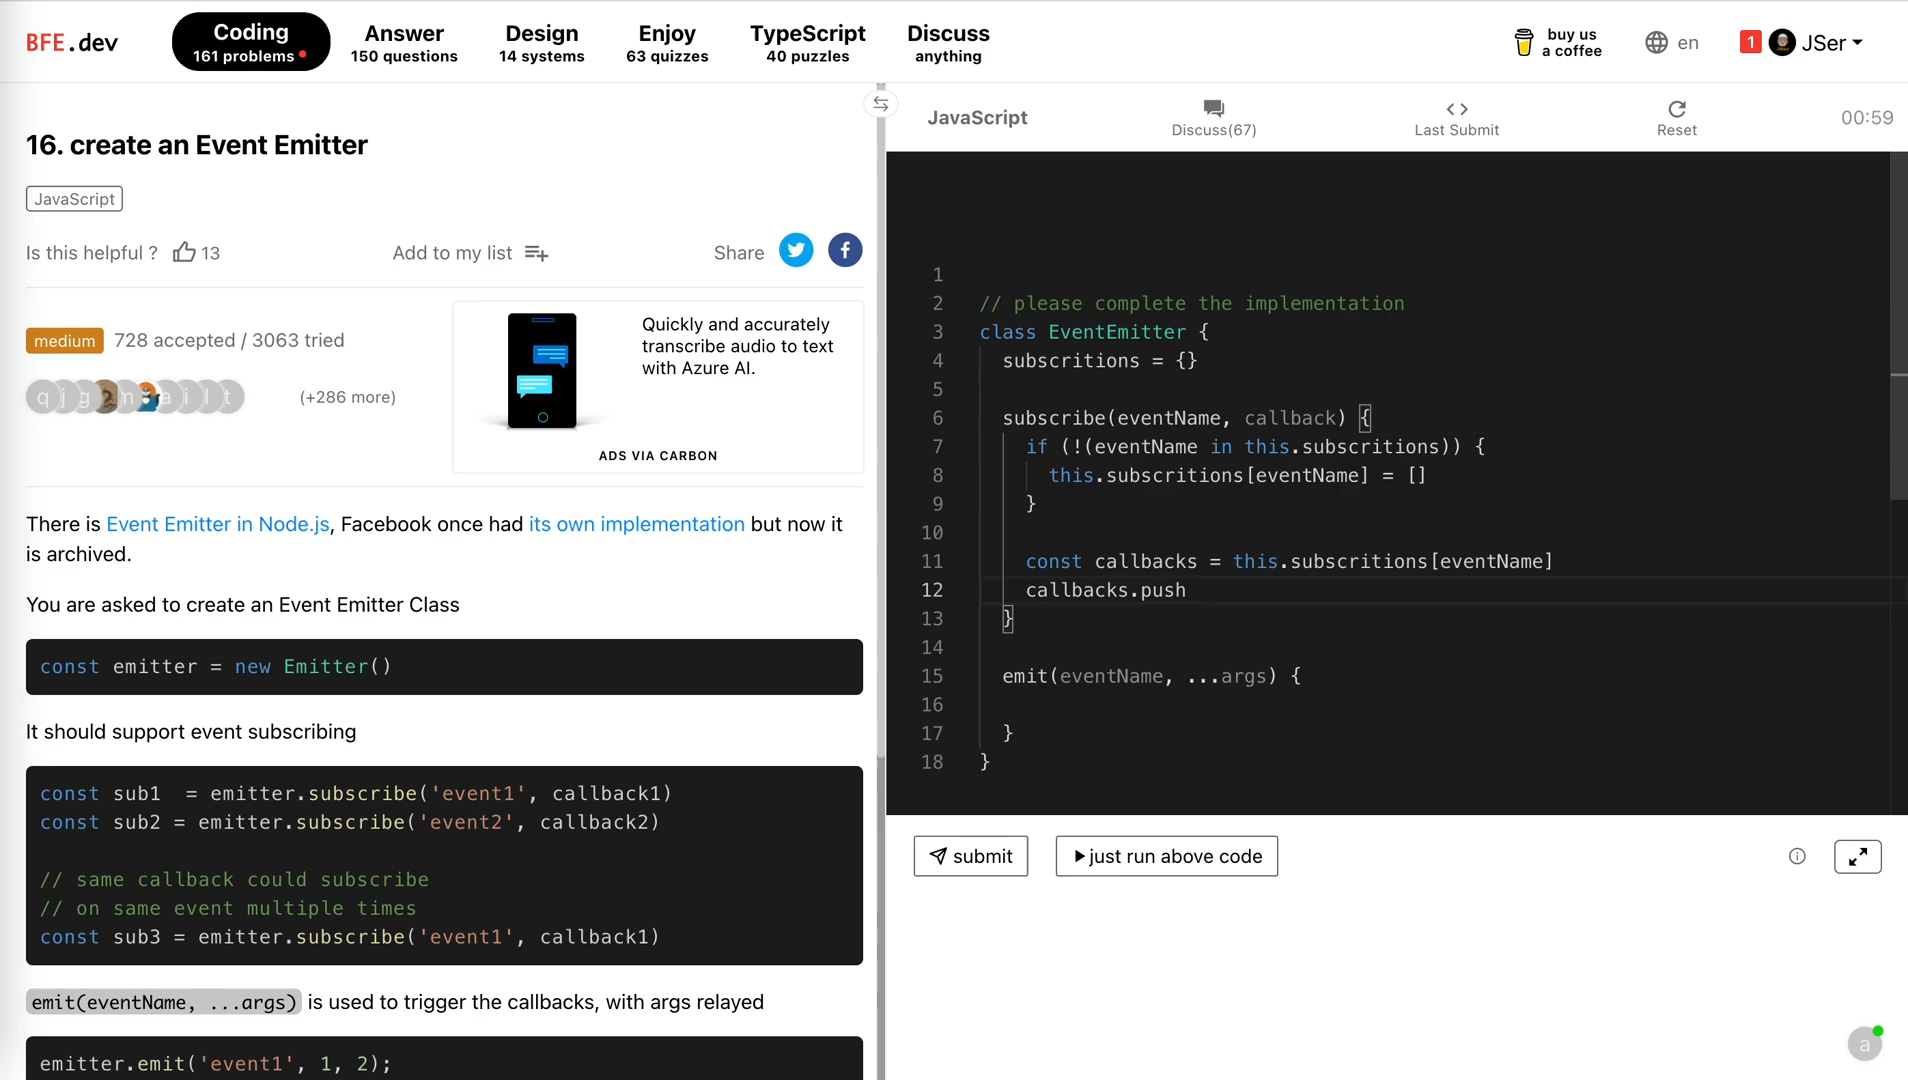 BFE.dev
Coding
161 problems
Answer
150 questions
Design
14 systems
Enjoy
63 quizzes
TypeScript
40 puzzles
Discuss
anything
buy us
a coffee
en
1
JSer
16. create an Event Emitter
JavaScript
Is this helpful ? 13
Add to my list
Share
medium 728 accepted / 3063 tried
q j g m a i l t (+286 more)
Quickly and accurately
transcribe audio to text
with Azure AI.
ADS VIA CARBON
There is Event Emitter in Node.js, Facebook once had its own implementation but now it
is archived.
You are asked to create an Event Emitter Class
const emitter = new Emitter()
It should support event subscribing
const sub1  = emitter.subscribe('event1', callback1)
const sub2 = emitter.subscribe('event2', callback2)
// same callback could subscribe
// on same event multiple times
const sub3 = emitter.subscribe('event1', callback1)
emit(eventName, ...args) is used to trigger the callbacks, with args relayed
emitter.emit('event1', 1, 2);
JavaScript
Discuss(67)
Last Submit
Reset
00:59
1
2 // please complete the implementation
3 class EventEmitter {
4 subscritions = {}
5
6 subscribe(eventName, callback) {
7 if (!(eventName in this.subscritions)) {
8 this.subscritions[eventName] = []
9 }
10
11 const callbacks = this.subscritions[eventName]
12 callbacks.push
13 }
14
15 emit(eventName, ...args) {
16
17 }
18 }
submit
just run above code
a